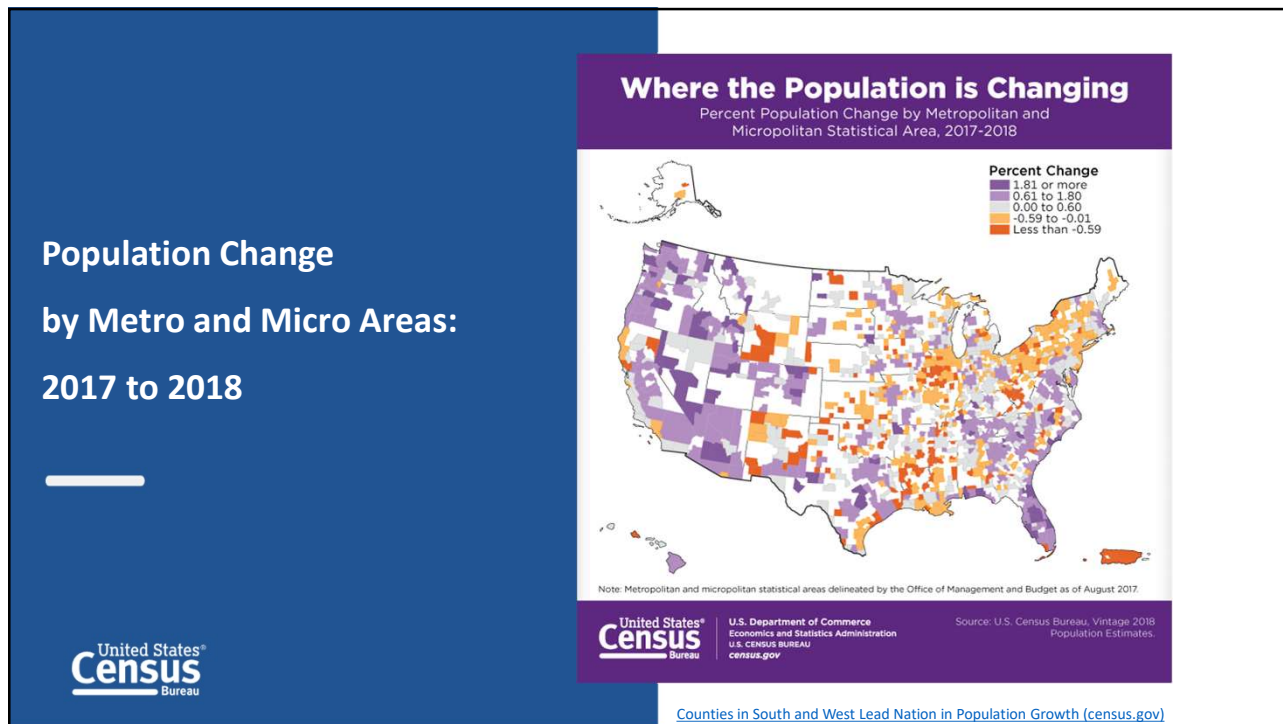 Population Change
by Metro and Micro Areas:
2017 to 2018
United States®
Census
Bureau
Where the Population is Changing
Percent Population Change by Metropolitan and
Micropolitan Statistical Area, 2017-2018
Percent Change
1.81 or more
0.61 to 1.80
0.00 to 0.60
-0.59 to -0.01
Less than -0.59
Note: Metropolitan and micropolitan statistical areas delineated by the Office of Management and Budget as of August 2017.
United States®
Census
Bureau
U.S. Department of Commerce
Economics and Statistics Administration
U.S. CENSUS BUREAU
census.gov
Source: U.S. Census Bureau, Vintage 2018
Population Estimates.
Counties in South and West Lead Nation in Population Growth (census.gov)